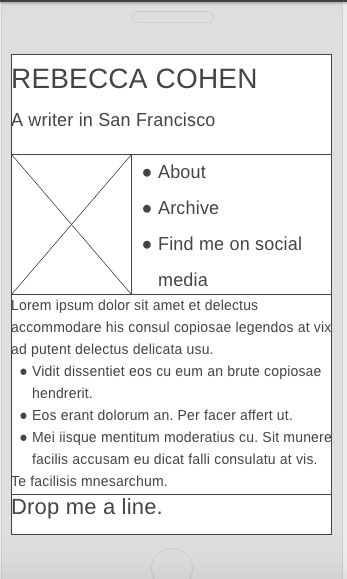 REBECCA COHEN
A writer in San Francisco
● About
● Archive
● Find me on social
media
Lorem ipsum dolor sit amet et delectus
accommodare his consul copiosae legendos at vix
ad putent delectus delicata usu.
● Vidit dissentiet eos cu eum an brute copiosae
hendrerit.
● Eos erant dolorum an. Per facer affert ut.
● Mei iisque mentitum moderatius cu. Sit munere
facilis accusam eu dicat falli consulatu at vis.
Te facilisis mnesarchum.
Drop me a line.